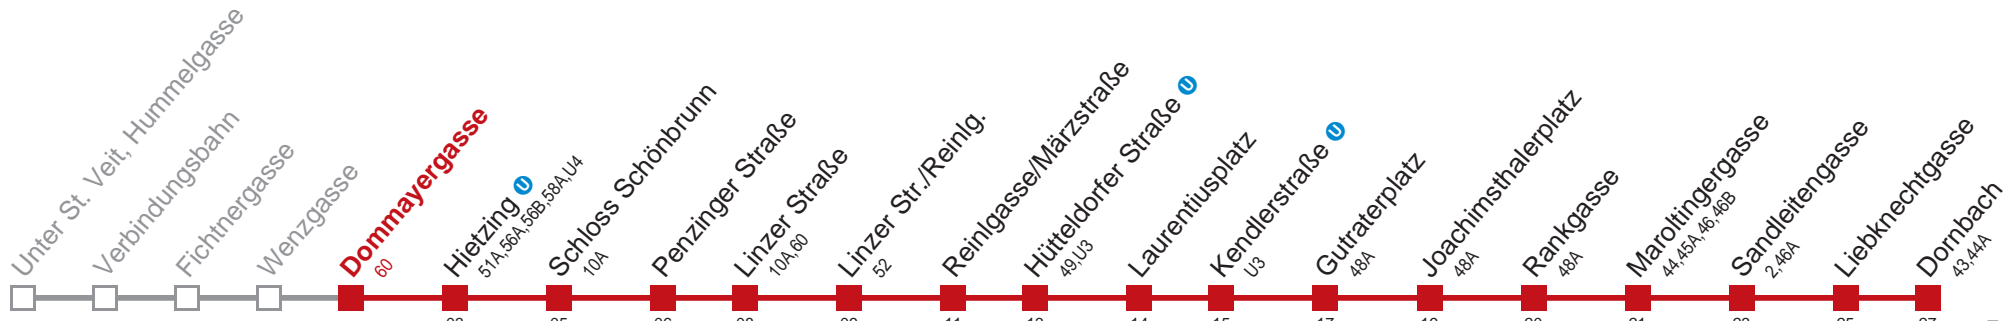 Unter St. Veit, Hummelgasse
Verbindungsbahn
Fichtnergasse
Wenzgasse
Dommayergasse
60
Hietzing U
51A,56A,56B,58A,U4
Schloss Schönbrunn
10A
Penzinger Straße
Linzer Straße
10A,60
Linzer Str./Reinlg.
52
Reinlgasse/Märzstraße
Hütteldorfer Straße U
49,U3
Laurentiusplatz
Kendlerstraße U
U3
Gutraterplatz
48A
Joachimsthalerplatz
48A
Rankgasse
48A
Maroltingergasse
44,45A,46,46B
Sandleitengasse
2,46A
Liebknechtgasse
Dornbach
43,44A